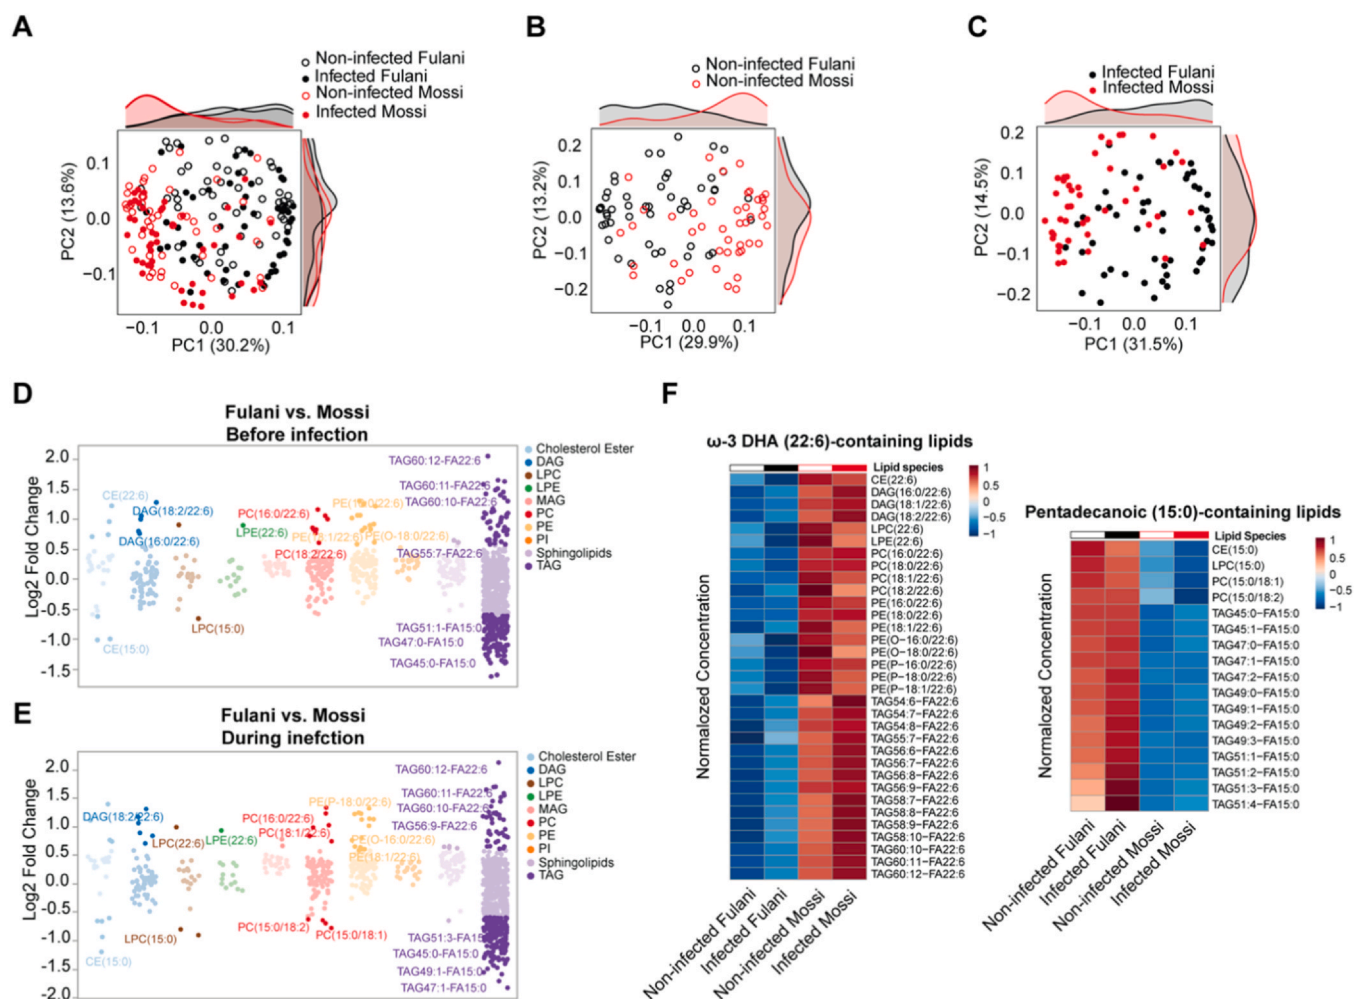 A
Non-infected Fulani
Infected Fulani
Non-infected Mossi
Infected Mossi
PC2 (13.6%)
0.1
0.0
−0.1
−0.1
0.0
0.1
PC1 (30.2%)
B
Non-infected Fulani
Non-infected Mossi
PC2 (13.2%)
0.2
0.1
0.0
−0.1
−0.2
−0.1
0.0
0.1
PC1 (29.9%)
C
Infected Fulani
Infected Mossi
PC2 (14.5%)
0.2
0.1
0.0
−0.1
−0.2
−0.1
0.0
0.1
PC1 (31.5%)
D
Fulani vs. Mossi
Before infection
Log2 Fold Change
2.0
1.5
1.0
0.5
0.0
-0.5
-1.0
-1.5
CE(22:6)
DAG(18:2/22:6)
DAG(16:0/22:6)
LPE(22:6)
PC(16:0/22:6)
PC(18:2/22:6)
PE(O-18:0/22:6)
TAG60:12-FA22:6
TAG60:11-FA22:6
TAG60:10-FA22:6
TAG55:7-FA22:6
LPC(15:0)
CE(15:0)
TAG51:1-FA15:0
TAG47:0-FA15:0
TAG45:0-FA15:0
Cholesterol Ester
DAG
LPC
LPE
MAG
PC
PE
PI
Sphingolipids
TAG
E
Fulani vs. Mossi
During inefction
Log2 Fold Change
2.0
1.5
1.0
0.5
0.0
-0.5
-1.0
-1.5
-2.0
DAG(18:2/22:6)
LPC(22:6)
LPE(22:6)
PC(16:0/22:6)
PC(18:1/22:6)
PE(P-18:0/22:6)
PE(O-16:0/22:6)
PE(18:1/22:6)
TAG60:12-FA22:6
TAG60:11-FA22:6
TAG60:10-FA22:6
TAG56:9-FA22:6
LPC(15:0)
CE(15:0)
PC(15:0/18:2)
PC(15:0/18:1)
TAG51:3-FA15
TAG45:0-FA15:0
TAG49:1-FA15:0
TAG47:1-FA15:0
Cholesterol Ester
DAG
LPC
LPE
MAG
PC
PE
PI
Sphingolipids
TAG
F
ω-3 DHA (22:6)-containing lipids
Normalozed Concentration
Lipid species
CE(22:6)
DAG(16:0/22:6)
DAG(18:1/22:6)
DAG(18:2/22:6)
LPC(22:6)
LPE(22:6)
PC(16:0/22:6)
PC(18:0/22:6)
PC(18:1/22:6)
PC(18:2/22:6)
PE(16:0/22:6)
PE(18:0/22:6)
PE(18:1/22:6)
PE(O−16:0/22:6)
PE(O−18:0/22:6)
PE(P−16:0/22:6)
PE(P−18:0/22:6)
PE(P−18:1/22:6)
TAG54:6−FA22:6
TAG54:7−FA22:6
TAG54:8−FA22:6
TAG55:7−FA22:6
TAG56:6−FA22:6
TAG56:7−FA22:6
TAG56:8−FA22:6
TAG56:9−FA22:6
TAG58:7−FA22:6
TAG58:8−FA22:6
TAG58:9−FA22:6
TAG58:10−FA22:6
TAG60:10−FA22:6
TAG60:11−FA22:6
TAG60:12−FA22:6
1
0.5
0
−0.5
−1
Non-infected Fulani
Infected Fulani
Non-infected Mossi
Infected Mossi
Pentadecanoic (15:0)-containing lipids
Normalozed Concentration
Lipid Species
CE(15:0)
LPC(15:0)
PC(15:0/18:1)
PC(15:0/18:2)
TAG45:0−FA15:0
TAG45:1−FA15:0
TAG47:0−FA15:0
TAG47:1−FA15:0
TAG47:2−FA15:0
TAG49:0−FA15:0
TAG49:1−FA15:0
TAG49:2−FA15:0
TAG49:3−FA15:0
TAG51:1−FA15:0
TAG51:2−FA15:0
TAG51:3−FA15:0
TAG51:4−FA15:0
1
0.5
0
−0.5
−1
Non-infected Fulani
Infected Fulani
Non-infected Mossi
Infected Mossi